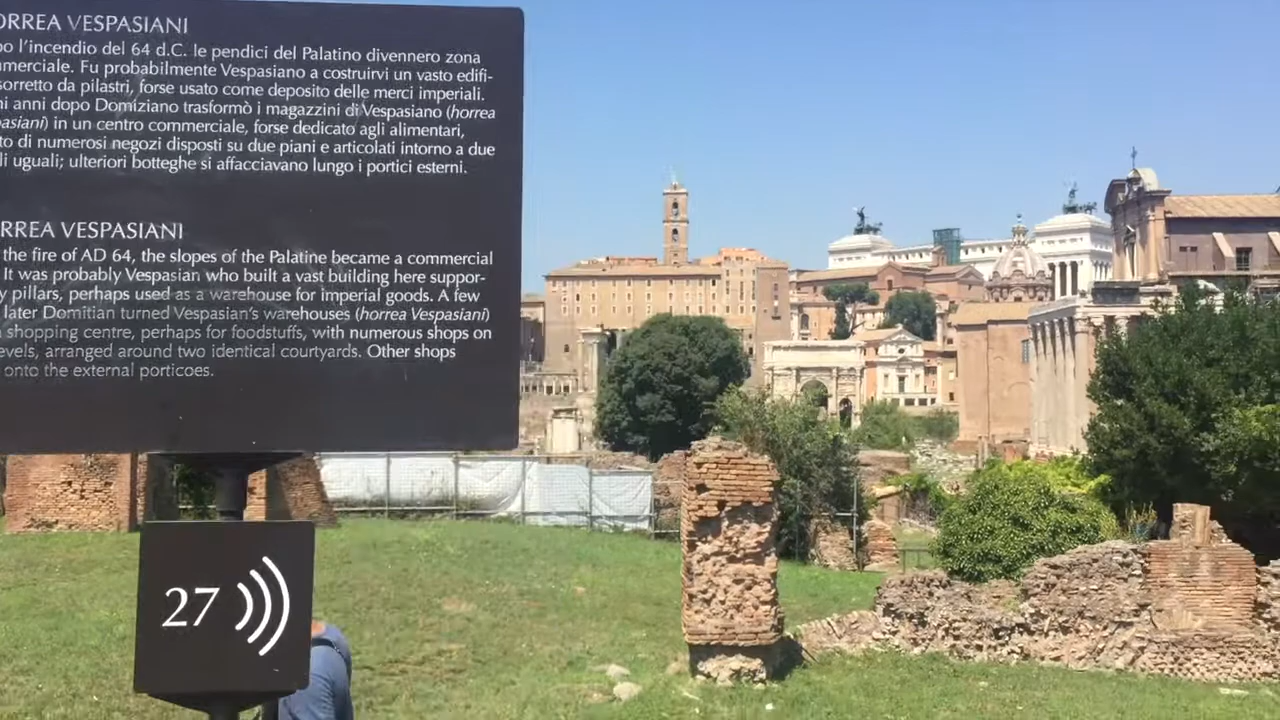 ORREA VESPASIANI
po l'incendio del 64 d.C. le pendici del Palatino divennero zona
merciale. Fu probabilmente Vespasiano a costruirvi un vasto edifi-
sorretto da pilastri, forse usato come deposito delle merci imperiali.
ni anni dopo Domiziano trasformò i magazzini di Vespasiano (horrea
pasiani) in un centro commerciale, forse dedicato agli alimentari,
to di numerosi negozi disposti su due piani e articolati intorno a due
li uguali; ulteriori botteghe si affacciavano lungo i portici esterni.
RREA VESPASIANI
the fire of AD 64, the slopes of the Palatine became a commercial
It was probably Vespasian who built a vast building here suppor-
y pillars, perhaps used as a warehouse for imperial goods. A few
later Domitian turned Vespasian's warehouses (horrea Vespasiani)
shopping centre, perhaps for foodstuffs, with numerous shops on
evels, arranged around two identical courtyards. Other shops
onto the external porticoes.
27